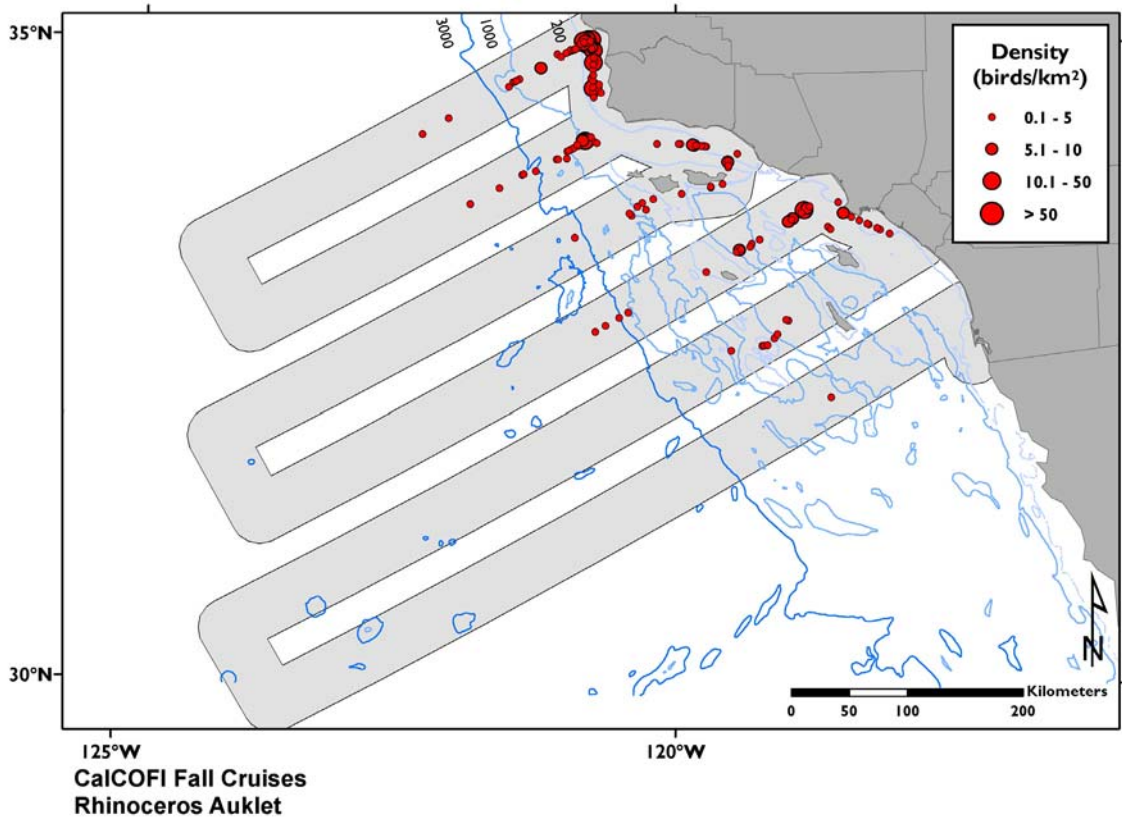 35°N
3000
1000
200
Density
(birds/km²)
0.1 - 5
5.1 - 10
10.1 - 50
> 50
N
30°N
Kilometers
0 50 100 200
125°W 120°W
CalCOFI Fall Cruises
Rhinoceros Auklet